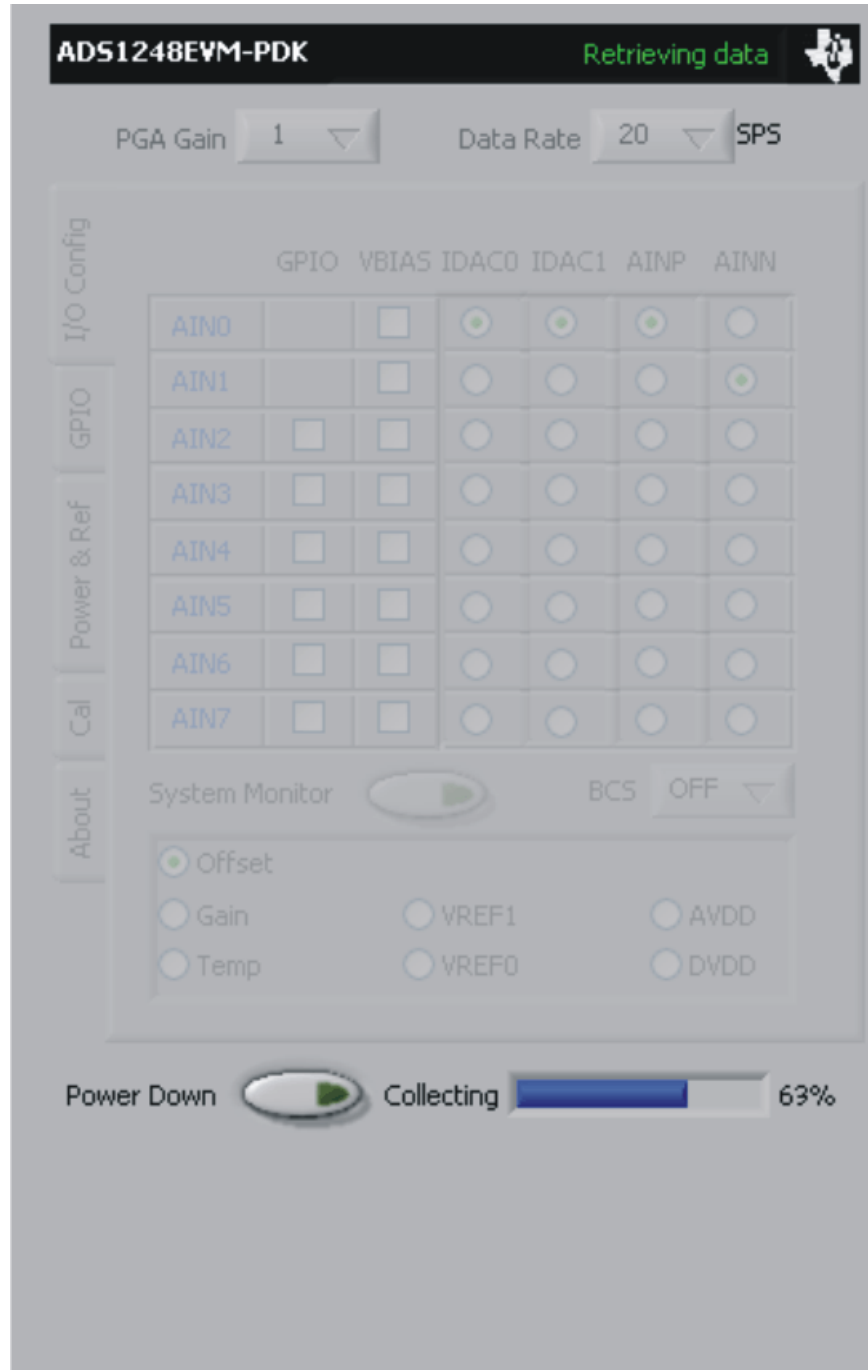 ADS1248EVM-PDK Retrieving data
PGA Gain 1 Data Rate 20 SPS
I/O Config
GPIO
Power & Ref
Cal
About
GPIO VBIAS IDAC0 IDAC1 AINP AINN
AIN0
AIN1
AIN2
AIN3
AIN4
AIN5
AIN6
AIN7
System Monitor BCS OFF
Offset
Gain VREF1 AVDD
Temp VREF0 DVDD
Power Down Collecting 63%